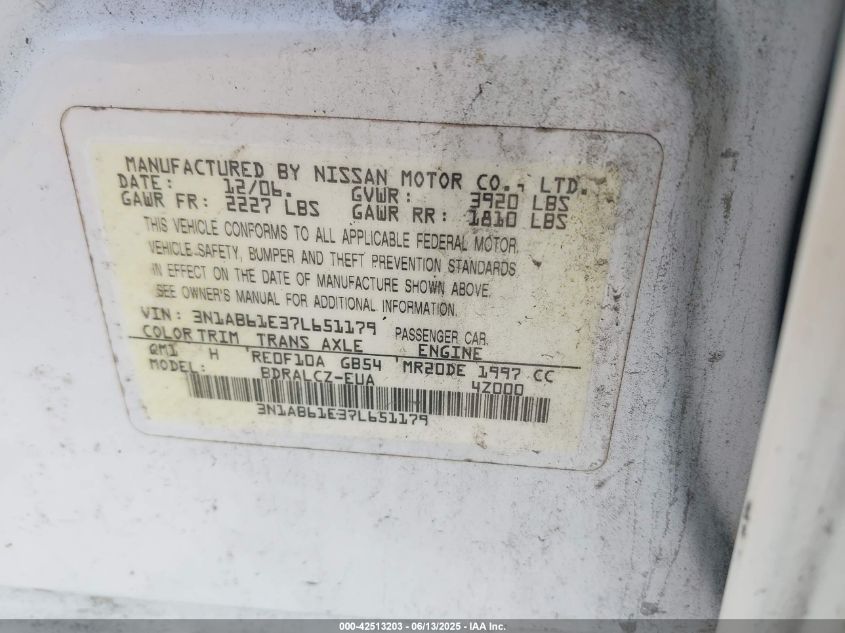 MANUFACTURED BY NISSAN MOTOR CO., LTD.
DATE: 12/06. GVWR: 3920 LBS
GAWR FR: 2227 LBS GAWR RR: 1810 LBS
THIS VEHICLE CONFORMS TO ALL APPLICABLE FEDERAL MOTOR
VEHICLE SAFETY, BUMPER AND THEFT PREVENTION STANDARDS
IN EFFECT ON THE DATE OF MANUFACTURE SHOWN ABOVE.
SEE OWNER'S MANUAL FOR ADDITIONAL INFORMATION.
VIN: 3N1AB61E37L651179 PASSENGER CAR
COLOR TRIM TRANS AXLE ENGINE
QM1 H RE0F10A GB54 MR20DE 1997 CC
MODEL: BDRALCZ-EUA 4Z000
3N1AB61E37L651179
000-42513203 - 06/13/2025 - IAA Inc.